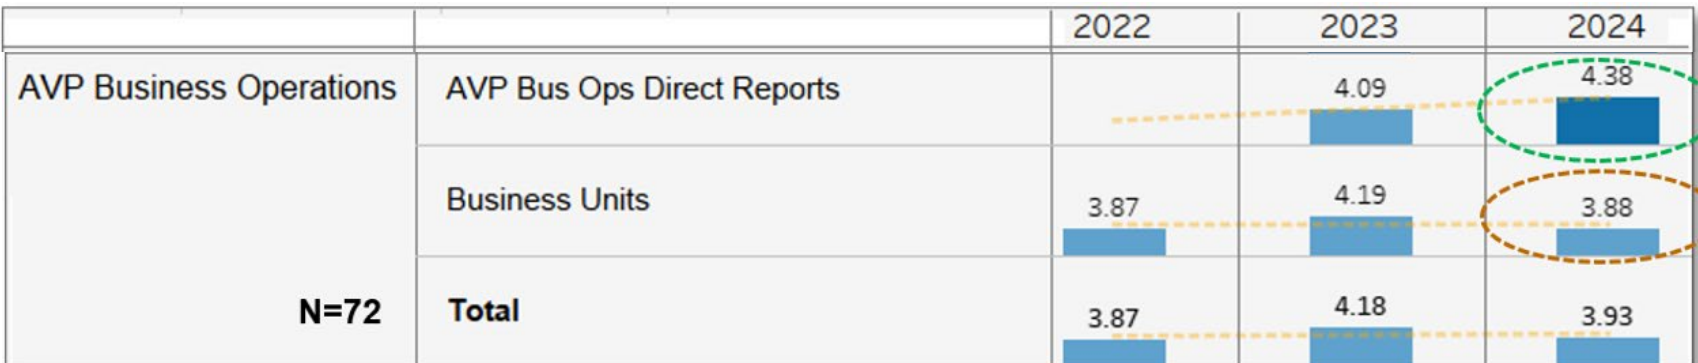 2022 2023 2024
AVP Business Operations AVP Bus Ops Direct Reports 4.09 4.38
Business Units 3.87 4.19 3.88
N=72 Total 3.87 4.18 3.93